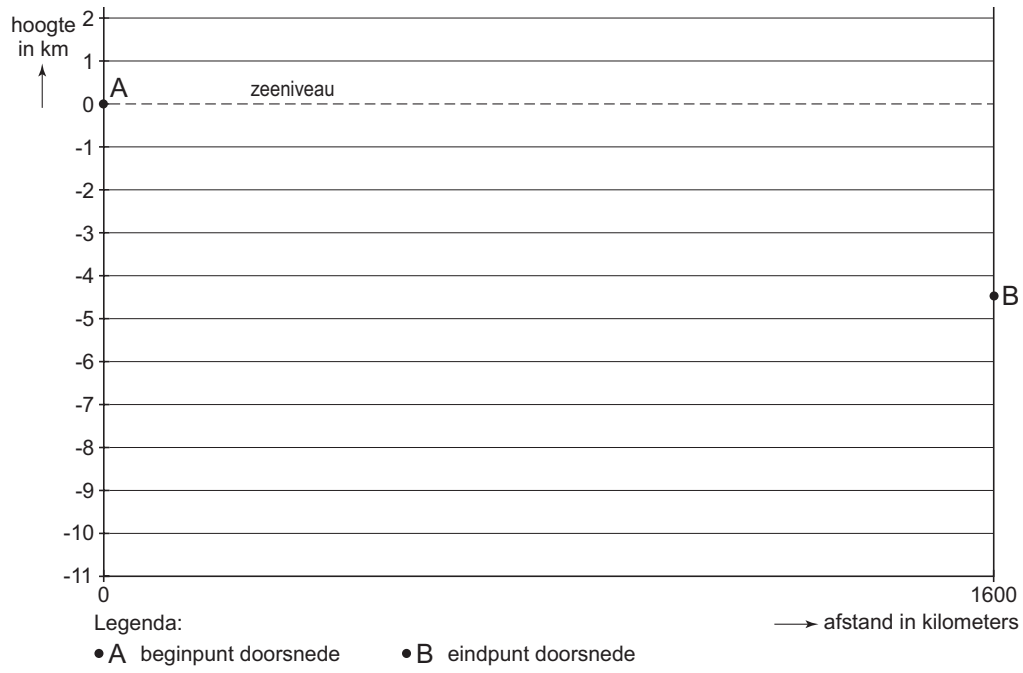 hoogte
in km
2
1
0
-1
-2
-3
-4
-5
-6
-7
-8
-9
-10
-11
A
zeeniveau
B
0
1600
afstand in kilometers
Legenda:
A beginpunt doorsnede
B eindpunt doorsnede